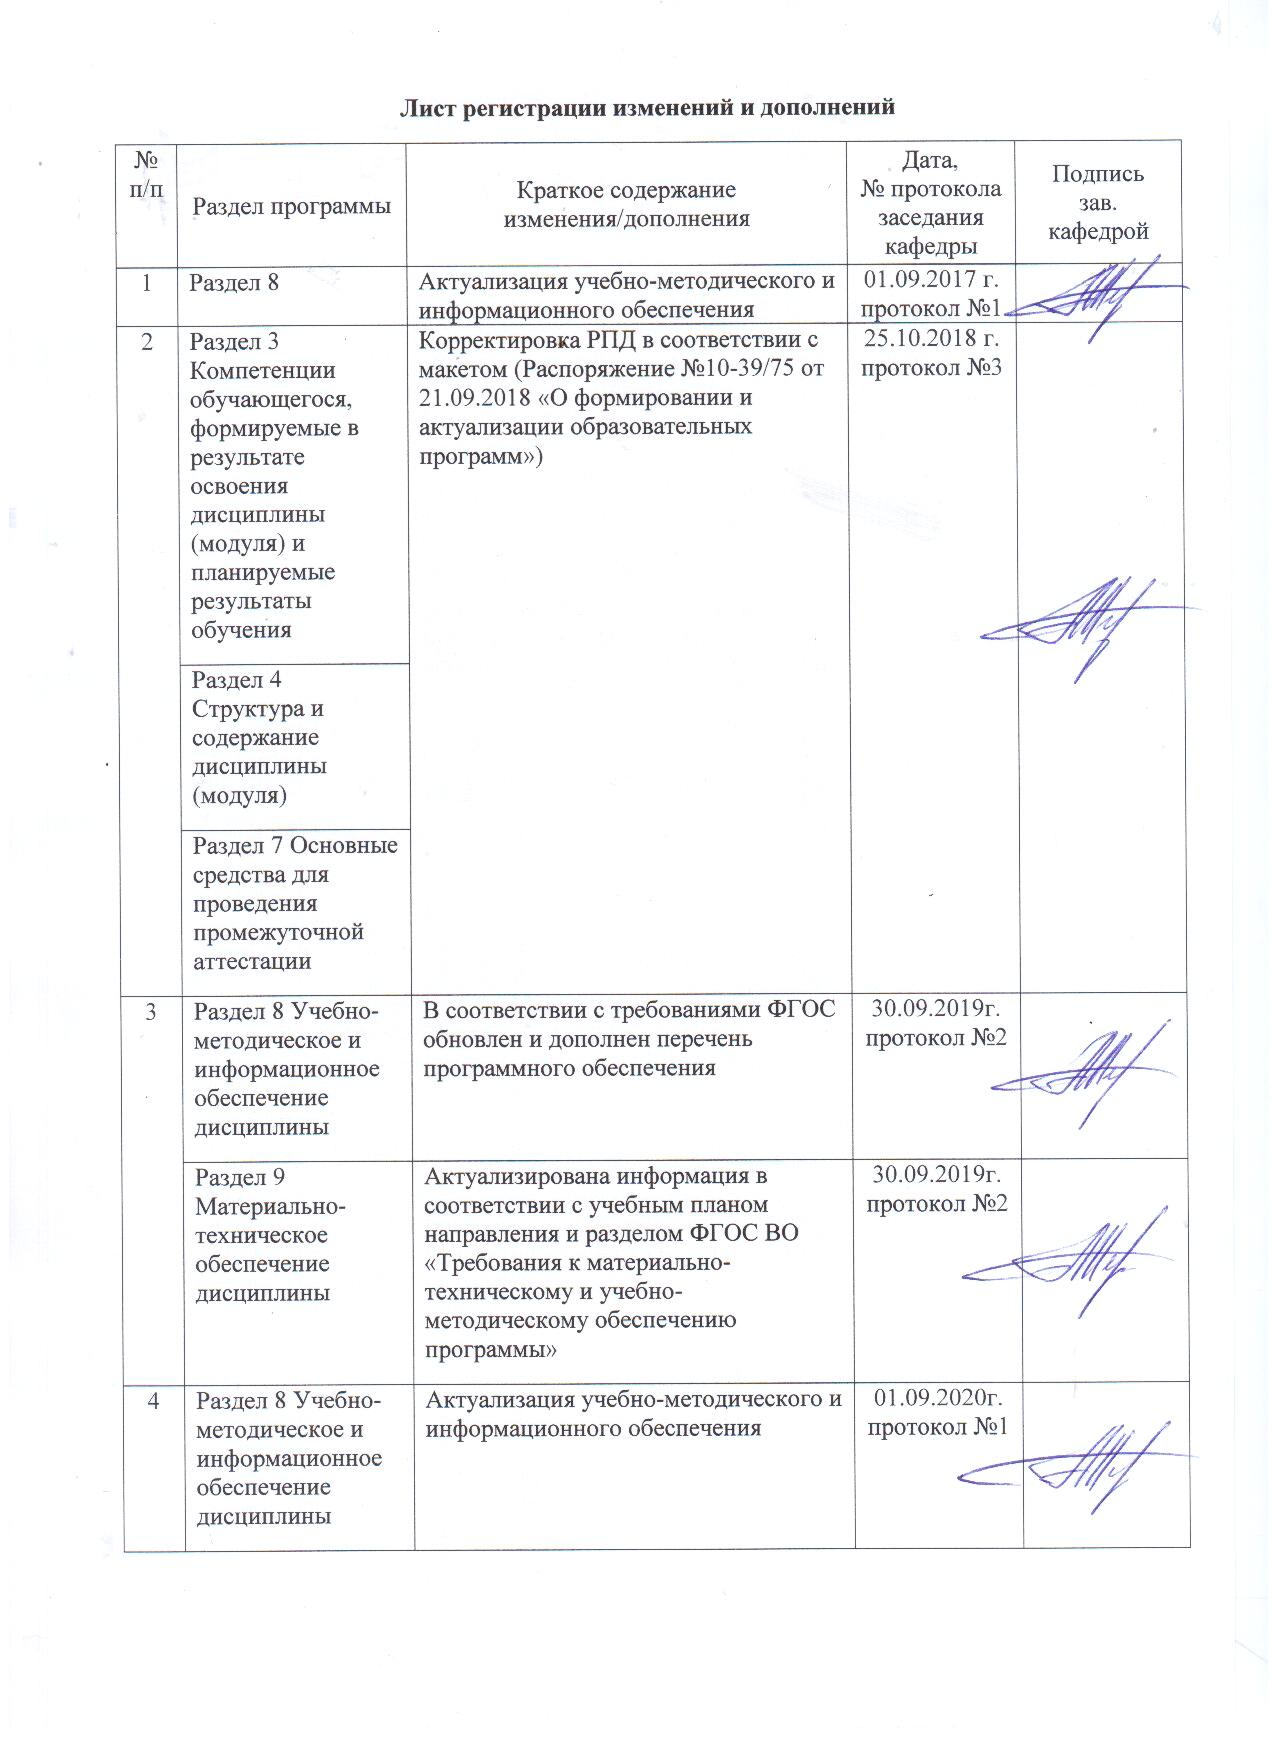 Лист регистрации изменений и дополнений
№
п/п
Раздел программы
Краткое содержание
изменения/дополнения
Дата,
№ протокола
заседания
кафедры
Подпись
зав.
кафедрой
1
Раздел 8
Актуализация учебно-методического и
информационного обеспечения
01.09.2017 г.
протокол №1
2
Раздел 3
Компетенции
обучающегося,
формируемые в
результате
освоения
дисциплины
(модуля) и
планируемые
результаты
обучения
Корректировка РПД в соответствии с
макетом (Распоряжение №10-39/75 от
21.09.2018 «О формировании и
актуализации образовательных
программ»)
25.10.2018 г.
протокол №3
Раздел 4
Структура и
содержание
дисциплины
(модуля)
Раздел 7 Основные
средства для
проведения
промежуточной
аттестации
3
Раздел 8 Учебно-
методическое и
информационное
обеспечение
дисциплины
В соответствии с требованиями ФГОС
обновлен и дополнен перечень
программного обеспечения
30.09.2019г.
протокол №2
Раздел 9
Материально-
техническое
обеспечение
дисциплины
Актуализирована информация в
соответствии с учебным планом
направления и разделом ФГОС ВО
«Требования к материально-
техническому и учебно-
методическому обеспечению
программы»
30.09.2019г.
протокол №2
4
Раздел 8 Учебно-
методическое и
информационное
обеспечение
дисциплины
Актуализация учебно-методического и
информационного обеспечения
01.09.2020г.
протокол №1